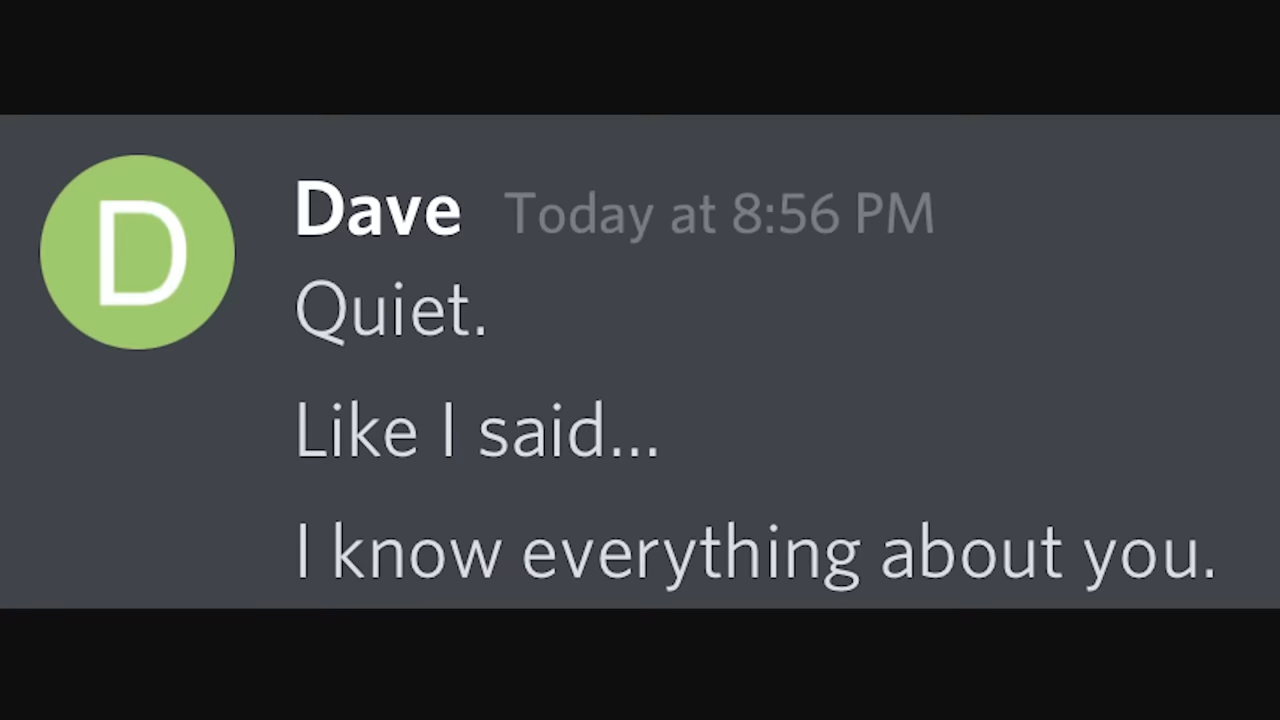 D
Dave Today at 8:56 PM
Quiet.
Like I said...
I know everything about you.